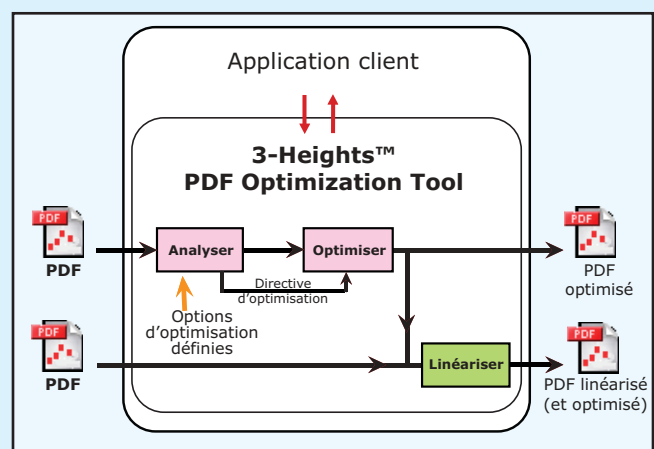 Application client
3-Heights™
PDF Optimization Tool
PDF
PDF
Analyser
Optimiser
PDF
PDF
optimisé
Directive
d'optimisation
Options
d'optimisation
définies
PDF
PDF
Linéariser
PDF
PDF linéarisé
(et optimisé)